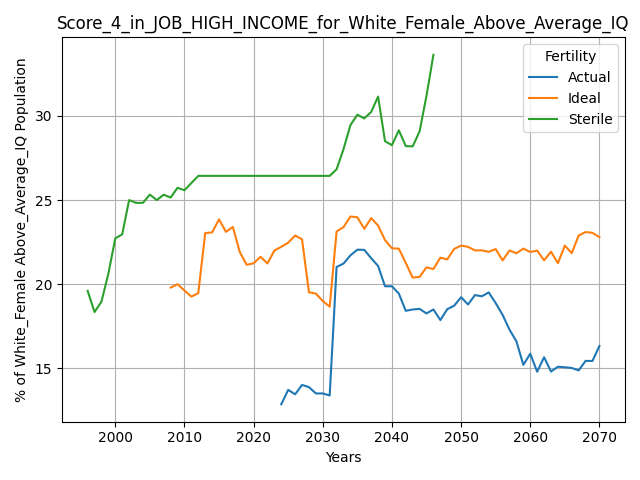 Score_4_in_JOB_HIGH_INCOME_for_White_Female_Above_Average_IQ
% of White_Female Above_Average_IQ Population
30
25
20
15
Fertility
Actual
Ideal
Sterile
2000 2010 2020 2030 2040 2050 2060 2070
Years